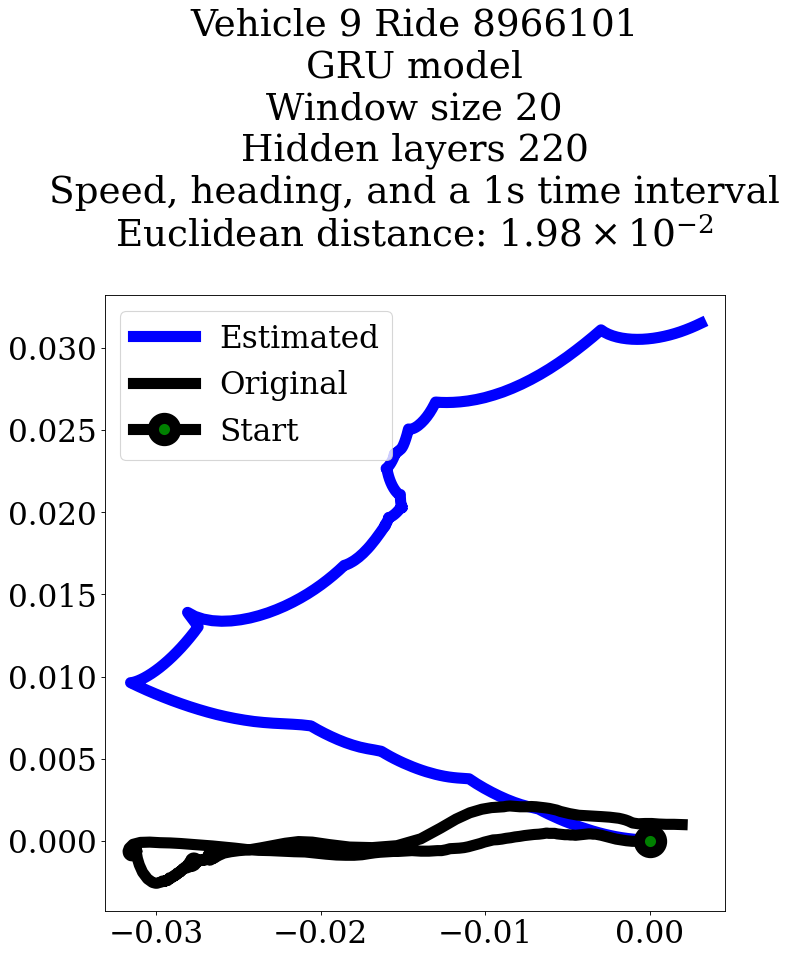 Vehicle 9 Ride 8966101
GRU model
Window size 20
Hidden layers 220
Speed, heading, and a 1s time interval
Euclidean distance: 1.98 × 10⁻²
Estimated
Original
Start
0.030
0.025
0.020
0.015
0.010
0.005
0.000
−0.03 −0.02 −0.01 0.00